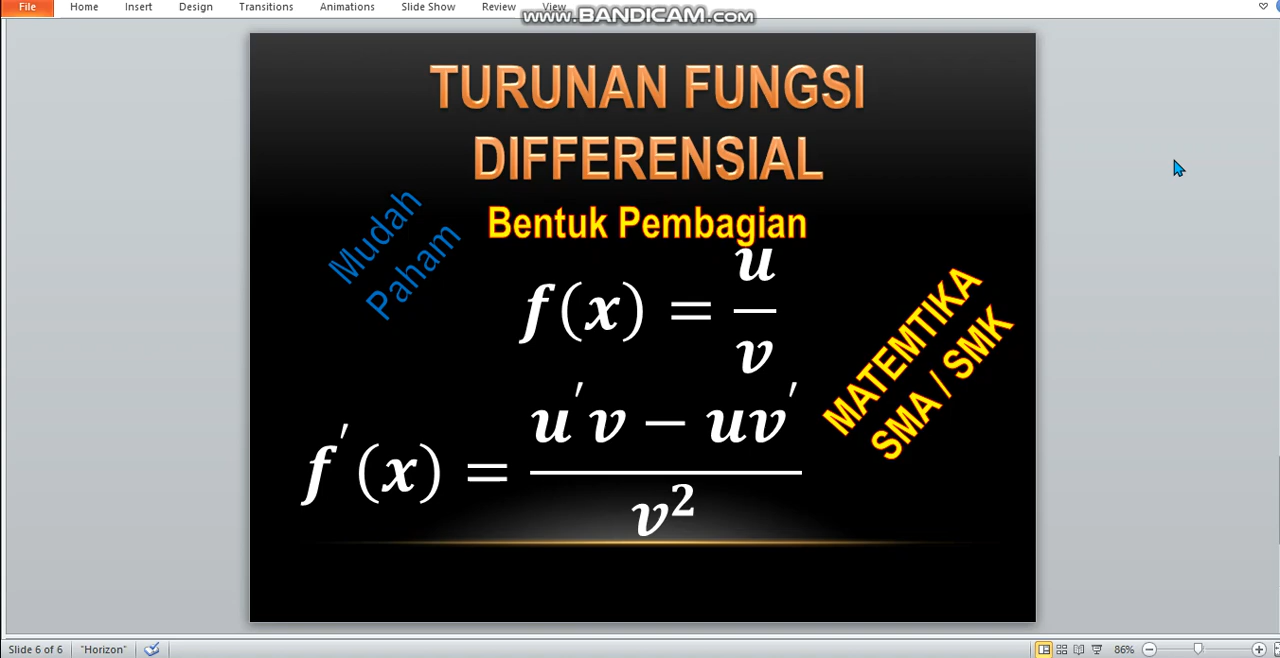 File Home Insert Design Transitions Animations Slide Show Review View
www.BANDICAM.com
TURUNAN FUNGSI
DIFFERENSIAL
Bentuk Pembagian
Mudah
Paham
f(x) = u/v
MATEMTIKA
SMA / SMK
f'(x) = (u'v − uv')/v²
Slide 6 of 6 "Horizon" 86%